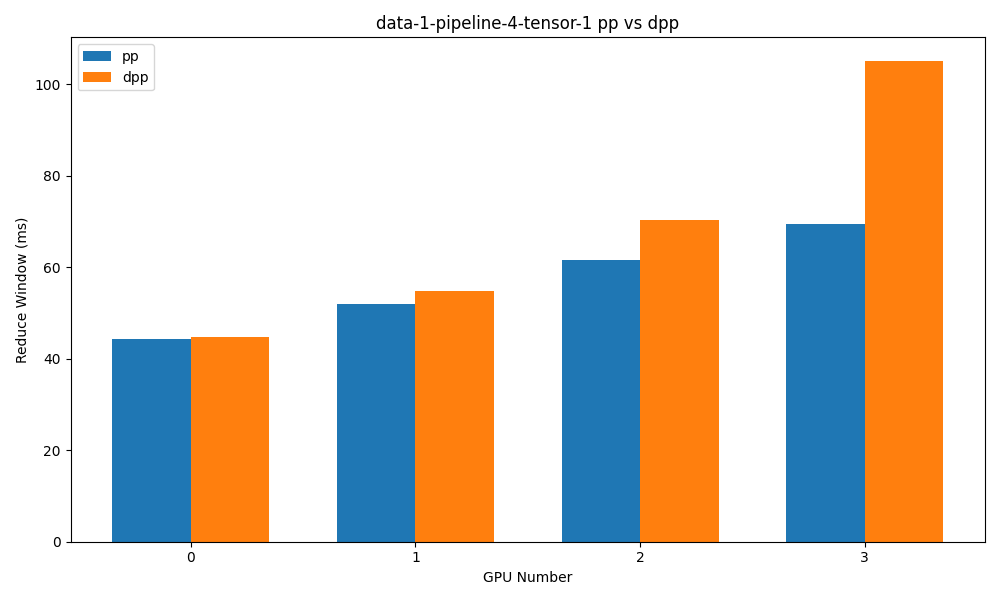 data-1-pipeline-4-tensor-1 pp vs dpp
pp
dpp
Reduce Window (ms)
100
80
60
40
20
0
0 1 2 3
GPU Number